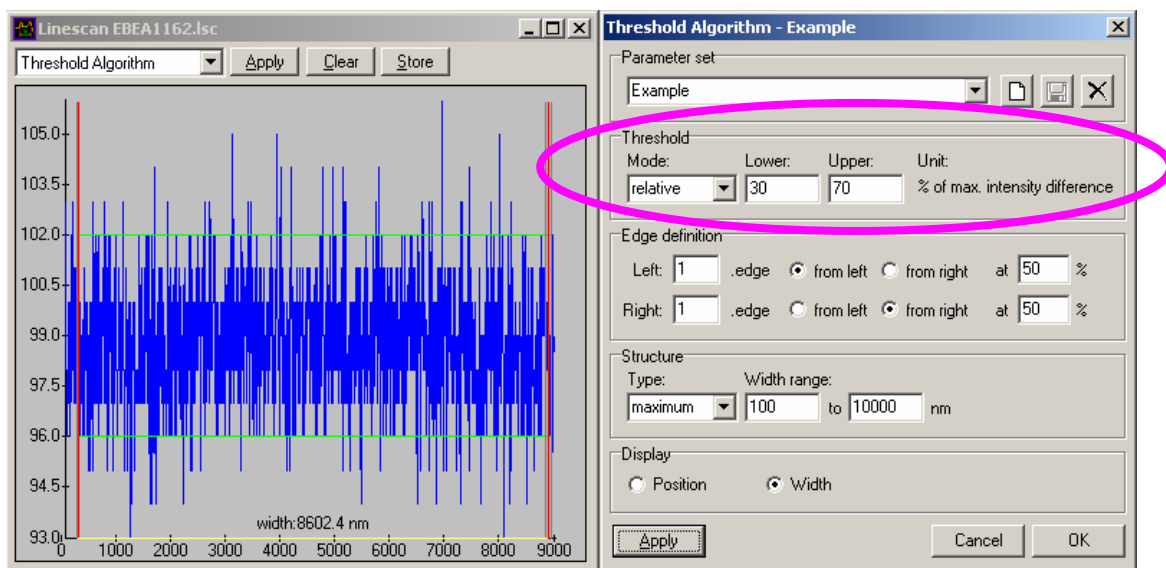 Linescan EBEA1162.lsc
Threshold Algorithm Apply Clear Store
105.0
103.5
102.0
100.5
99.0
97.5
96.0
94.5
93.0
width:8602.4 nm
0 1000 2000 3000 4000 5000 6000 7000 8000 9000
Threshold Algorithm - Example
Parameter set
Example
Threshold
Mode: Lower: Upper: Unit:
relative 30 70 % of max. intensity difference
Edge definition
Left: 1 .edge from left from right at 50 %
Right: 1 .edge from left from right at 50 %
Structure
Type: Width range:
maximum 100 to 10000 nm
Display
Position Width
Apply Cancel OK